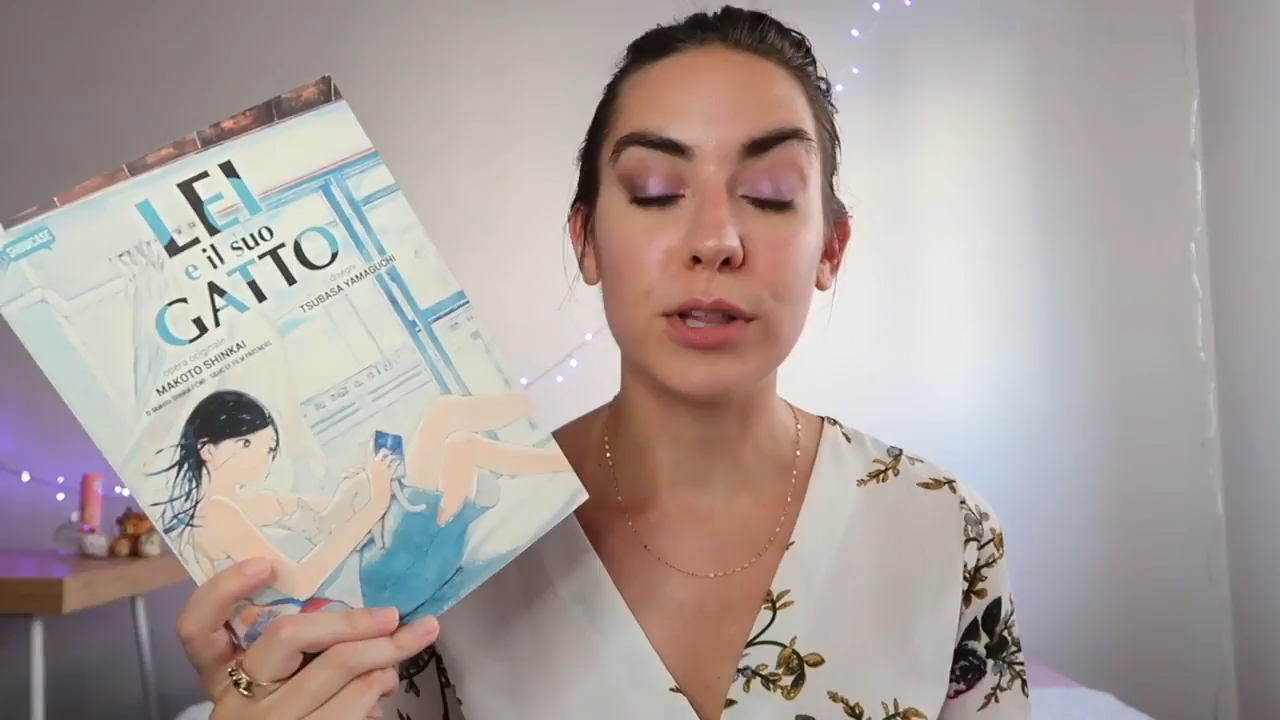 SHOWCASE
LEI
e il suo
GATTO
disegni
TSUBASA YAMAGUCHI
opera originale
MAKOTO SHINKAI